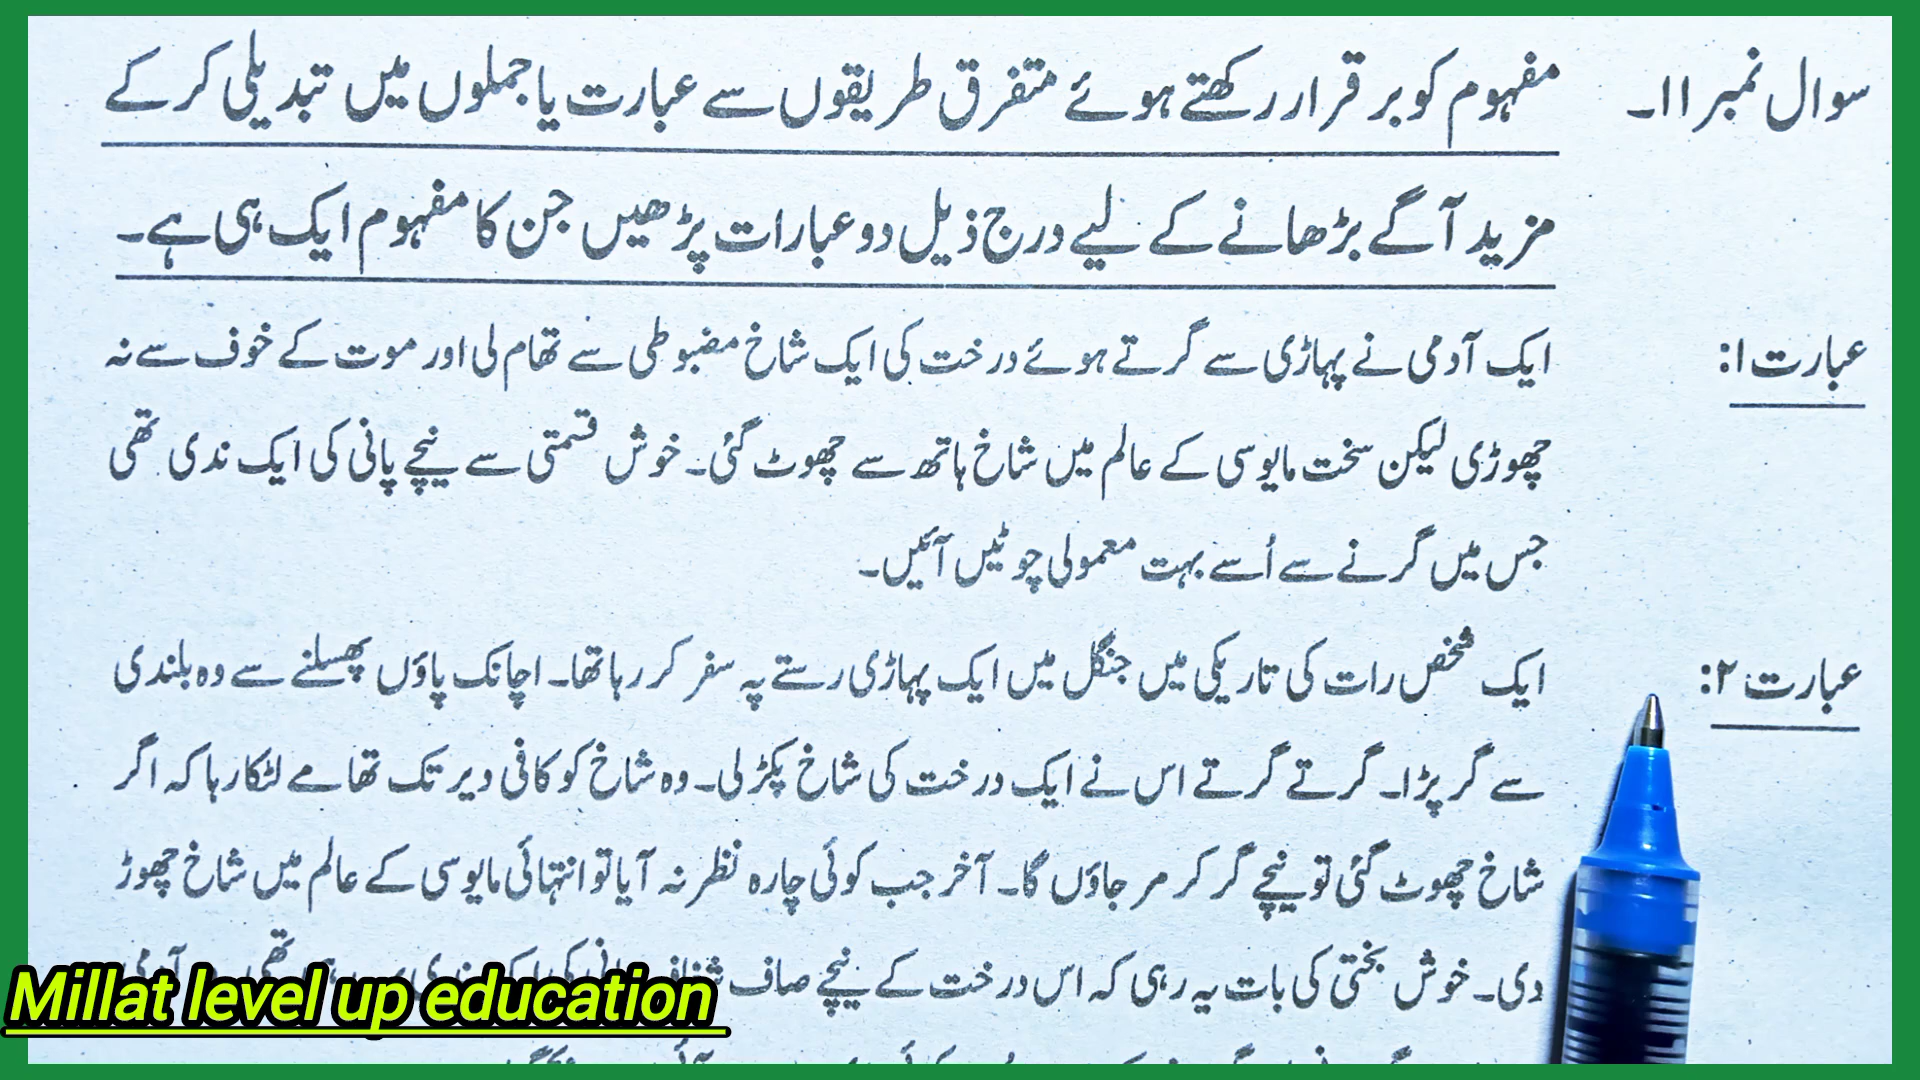 سوال نمبر ۱۱۔ مفہوم کو برقرار رکھتے ہوئے متفرق طریقوں سے عبارت یا جملوں میں تبدیلی کر کے
مزید آگے بڑھانے کے لیے درج ذیل دو عبارات پڑھیں جن کا مفہوم ایک ہی ہے۔
عبارت ۱: ایک آدمی نے پہاڑی سے گرتے ہوئے درخت کی ایک شاخ مضبوطی سے تھام لی اور موت کے خوف سے نہ
چھوڑی لیکن سخت مایوسی کے عالم میں شاخ ہاتھ سے چھوٹ گئی۔ خوش قسمتی سے نیچے پانی کی ایک ندی تھی
جس میں گرنے سے اُسے بہت معمولی چوٹیں آئیں۔
عبارت ۲: ایک شخص رات کی تاریکی میں جنگل میں ایک پہاڑی رستے پہ سفر کر رہا تھا۔ اچانک پاؤں پھسلنے سے وہ بلندی
سے گر پڑا۔ گرتے گرتے اس نے ایک درخت کی شاخ پکڑ لی۔ وہ شاخ کو کافی دیر تک تھامے لٹکا رہا کہ اگر
شاخ چھوٹ گئی تو نیچے گر کر مر جاؤں گا۔ آخر جب کوئی چارہ نظر نہ آیا تو انتہائی مایوسی کے عالم میں شاخ چھوڑ
دی۔ خوش بختی کی بات یہ رہی کہ اس درخت کے نیچے صاف
Millat level up education